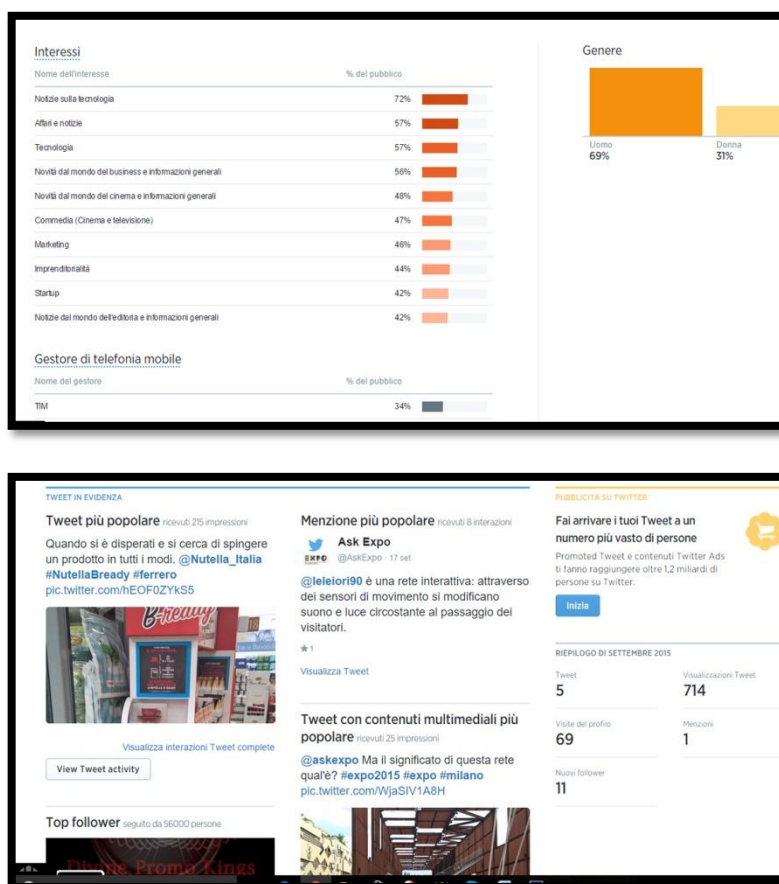 Interessi
Nome dell'interesse % del pubblico
Notizie sulla tecnologia 72%
Affari e notizie 57%
Tecnologia 57%
Novità dal mondo del business e informazioni generali 56%
Novità dal mondo del cinema e informazioni generali 48%
Commedia (Cinema e televisione) 47%
Marketing 46%
Imprenditorialità 44%
Startup 42%
Notizie dal mondo dell'editoria e informazioni generali 42%
Gestore di telefonia mobile
Nome del gestore % del pubblico
TIM 34%
Genere
Uomo Donna
69% 31%
TWEET IN EVIDENZA
Tweet più popolare ricevuti 215 impressioni
Quando si è disperati e si cerca di spingere
un prodotto in tutti i modi. @Nutella_Italia
#NutellaBready #ferrero
pic.twitter.com/hEOF0ZYkS5
B-ready
Visualizza interazioni Tweet complete
View Tweet activity
Top follower seguito da 56000 persone
Divine Promo Kings
Menzione più popolare ricevuti 8 interazioni
Ask Expo
EXPO @AskExpo · 17 set
@leleiori90 è una rete interattiva: attraverso
dei sensori di movimento si modificano
suono e luce circostante al passaggio dei
visitatori.
1
Visualizza Tweet
Tweet con contenuti multimediali più
popolare ricevuti 25 impressioni
@askexpo Ma il significato di questa rete
qual'è? #expo2015 #expo #milano
pic.twitter.com/WjaSIV1A8H
PUBBLICITÀ SU TWITTER
Fai arrivare i tuoi Tweet a un
numero più vasto di persone
Promoted Tweet e contenuti Twitter Ads
ti fanno raggiungere oltre 1,2 miliardi di
persone su Twitter.
Inizia
RIEPILOGO DI SETTEMBRE 2015
Tweet Visualizzazioni Tweet
5 714
Visite del profilo Menzioni
69 1
Nuovi follower
11